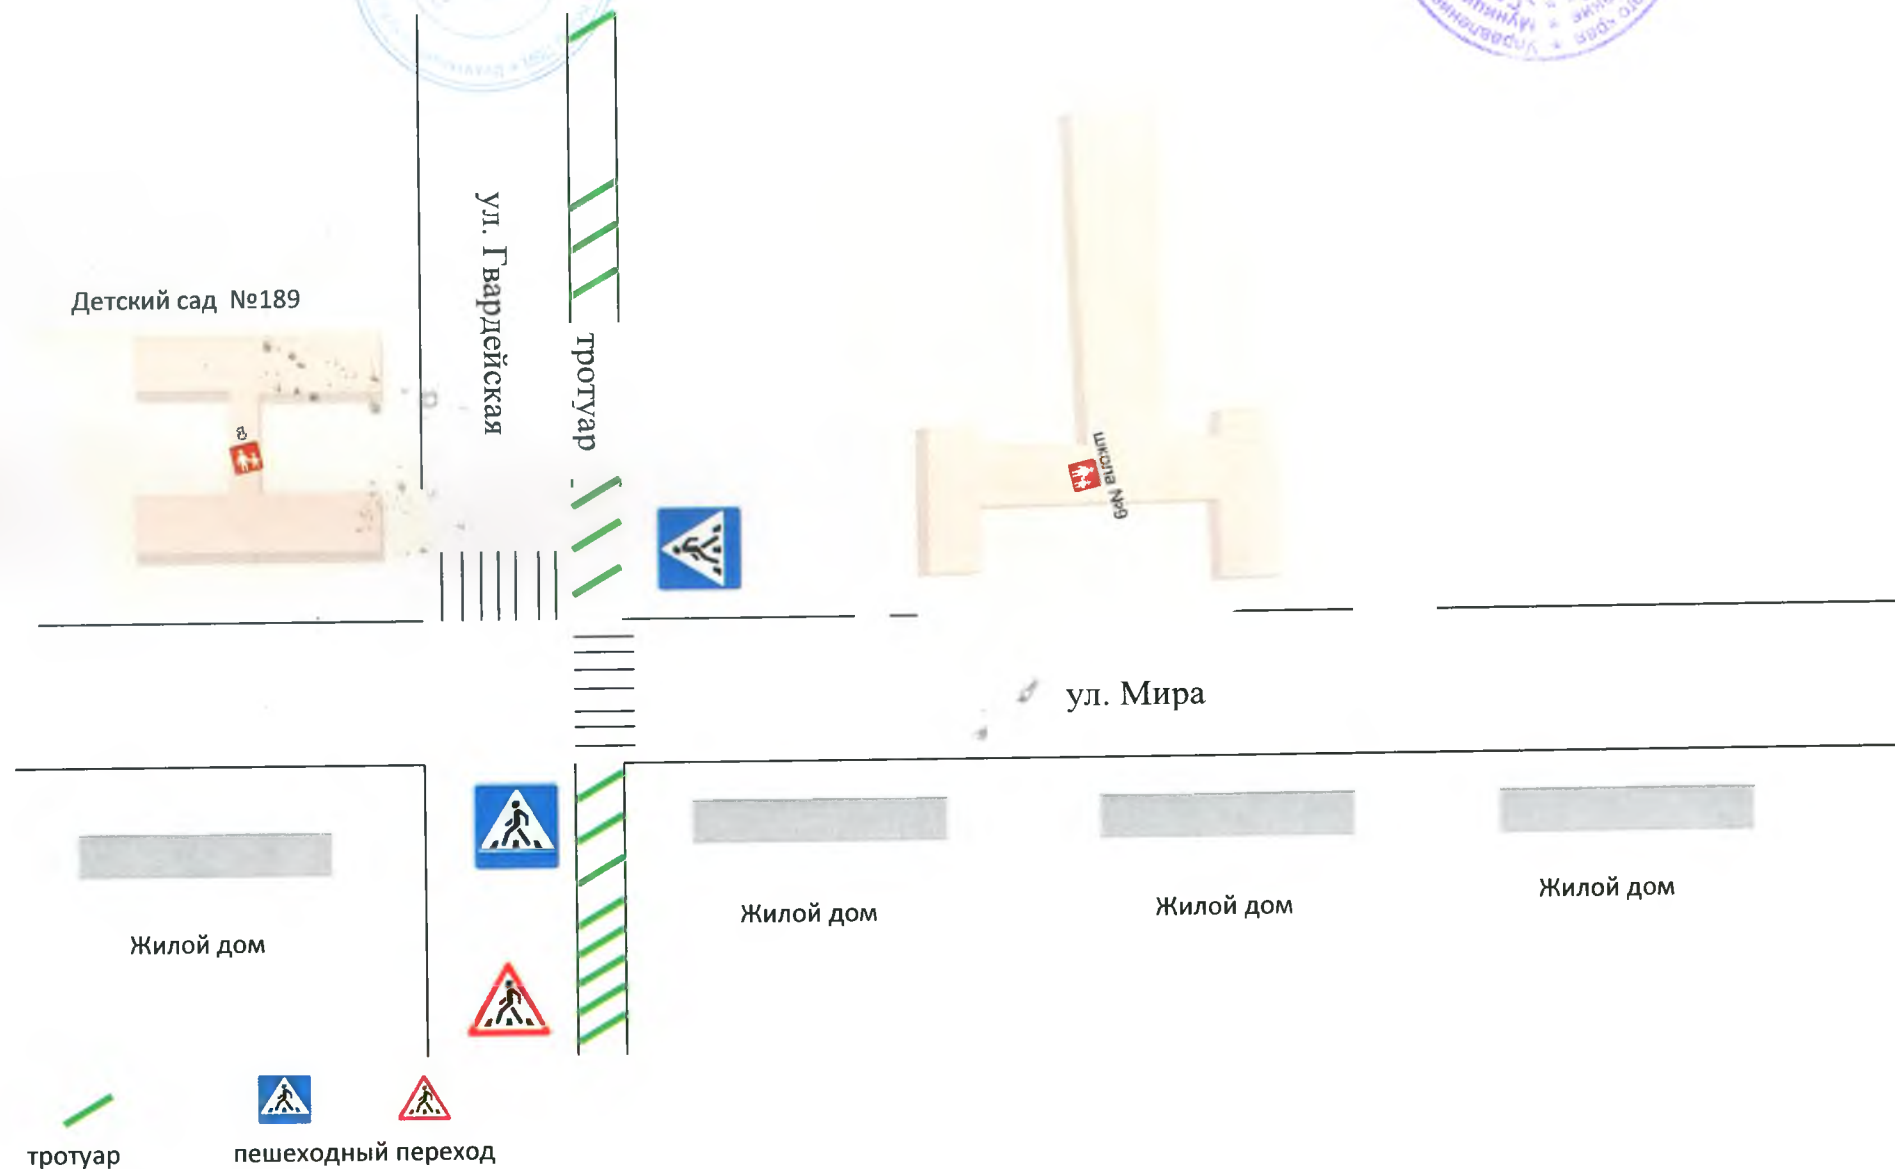 ул. Гвардейская
Детский сад №189
тротуар
8
школа №9
ул. Мира
Жилой дом
Жилой дом
Жилой дом
Жилой дом
тротуар
пешеходный переход